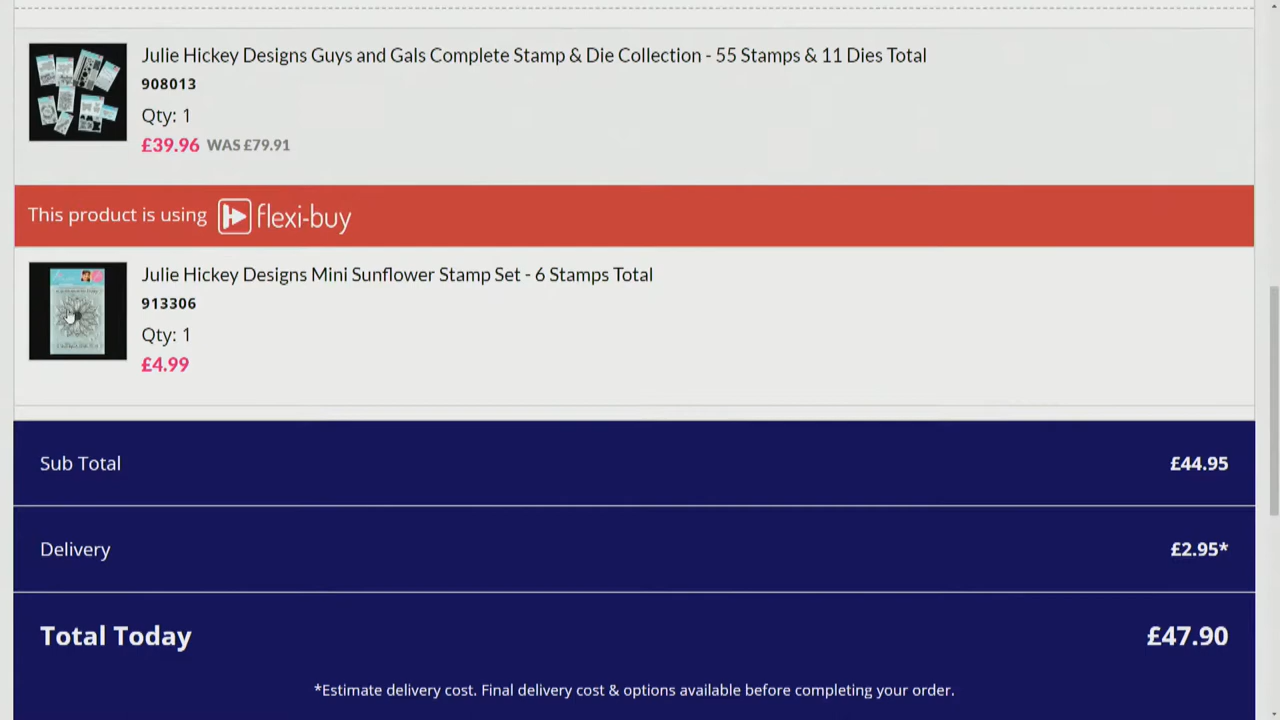 Julie Hickey Designs Guys and Gals Complete Stamp & Die Collection - 55 Stamps & 11 Dies Total
908013
Qty: 1
£39.96 WAS £79.91
This product is using flexi-buy
Julie Hickey Designs Mini Sunflower Stamp Set - 6 Stamps Total
913306
Qty: 1
£4.99
Sub Total £44.95
Delivery £2.95*
Total Today £47.90
*Estimate delivery cost. Final delivery cost & options available before completing your order.